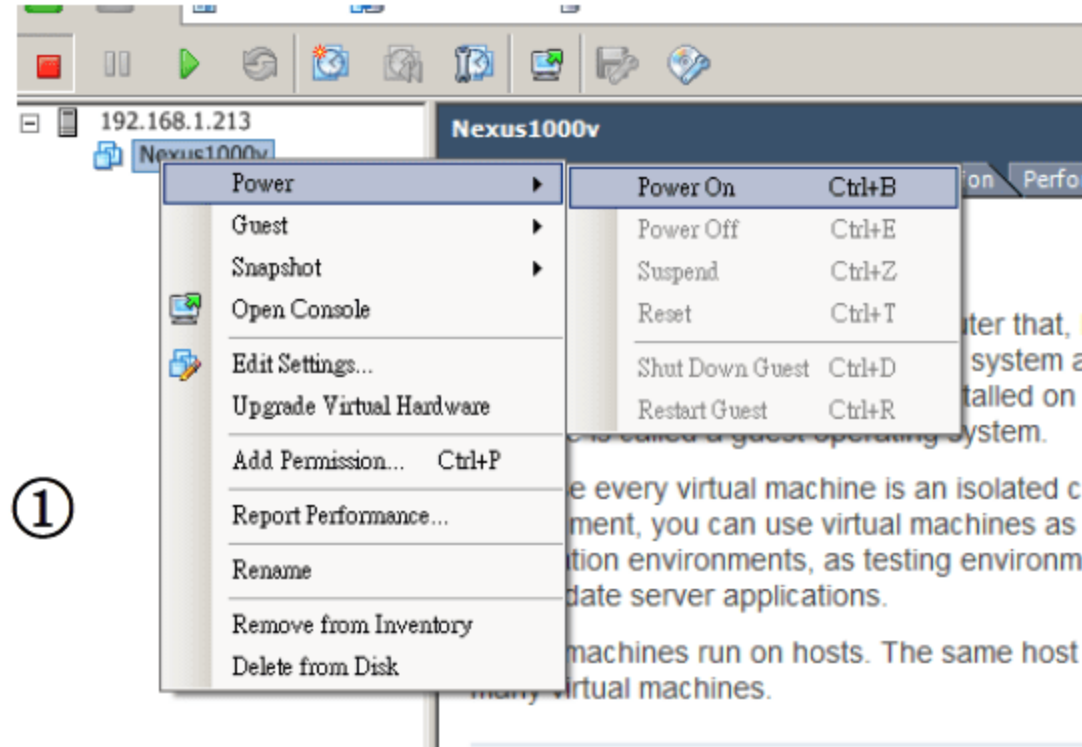 192.168.1.213
Nexus1000v
Nexus1000v
Perfo
Power
Guest
Snapshot
Open Console
Edit Settings...
Upgrade Virtual Hardware
Add Permission... Ctrl+P
Report Performance...
Rename
Remove from Inventory
Delete from Disk
Power On Ctrl+B
Power Off Ctrl+E
Suspend Ctrl+Z
Reset Ctrl+T
Shut Down Guest Ctrl+D
Restart Guest Ctrl+R
①
on
uter that,
system a
talled on
is called a guest operating system.
e every virtual machine is an isolated c
ment, you can use virtual machines as
tion environments, as testing environm
date server applications.
machines run on hosts. The same host
many virtual machines.